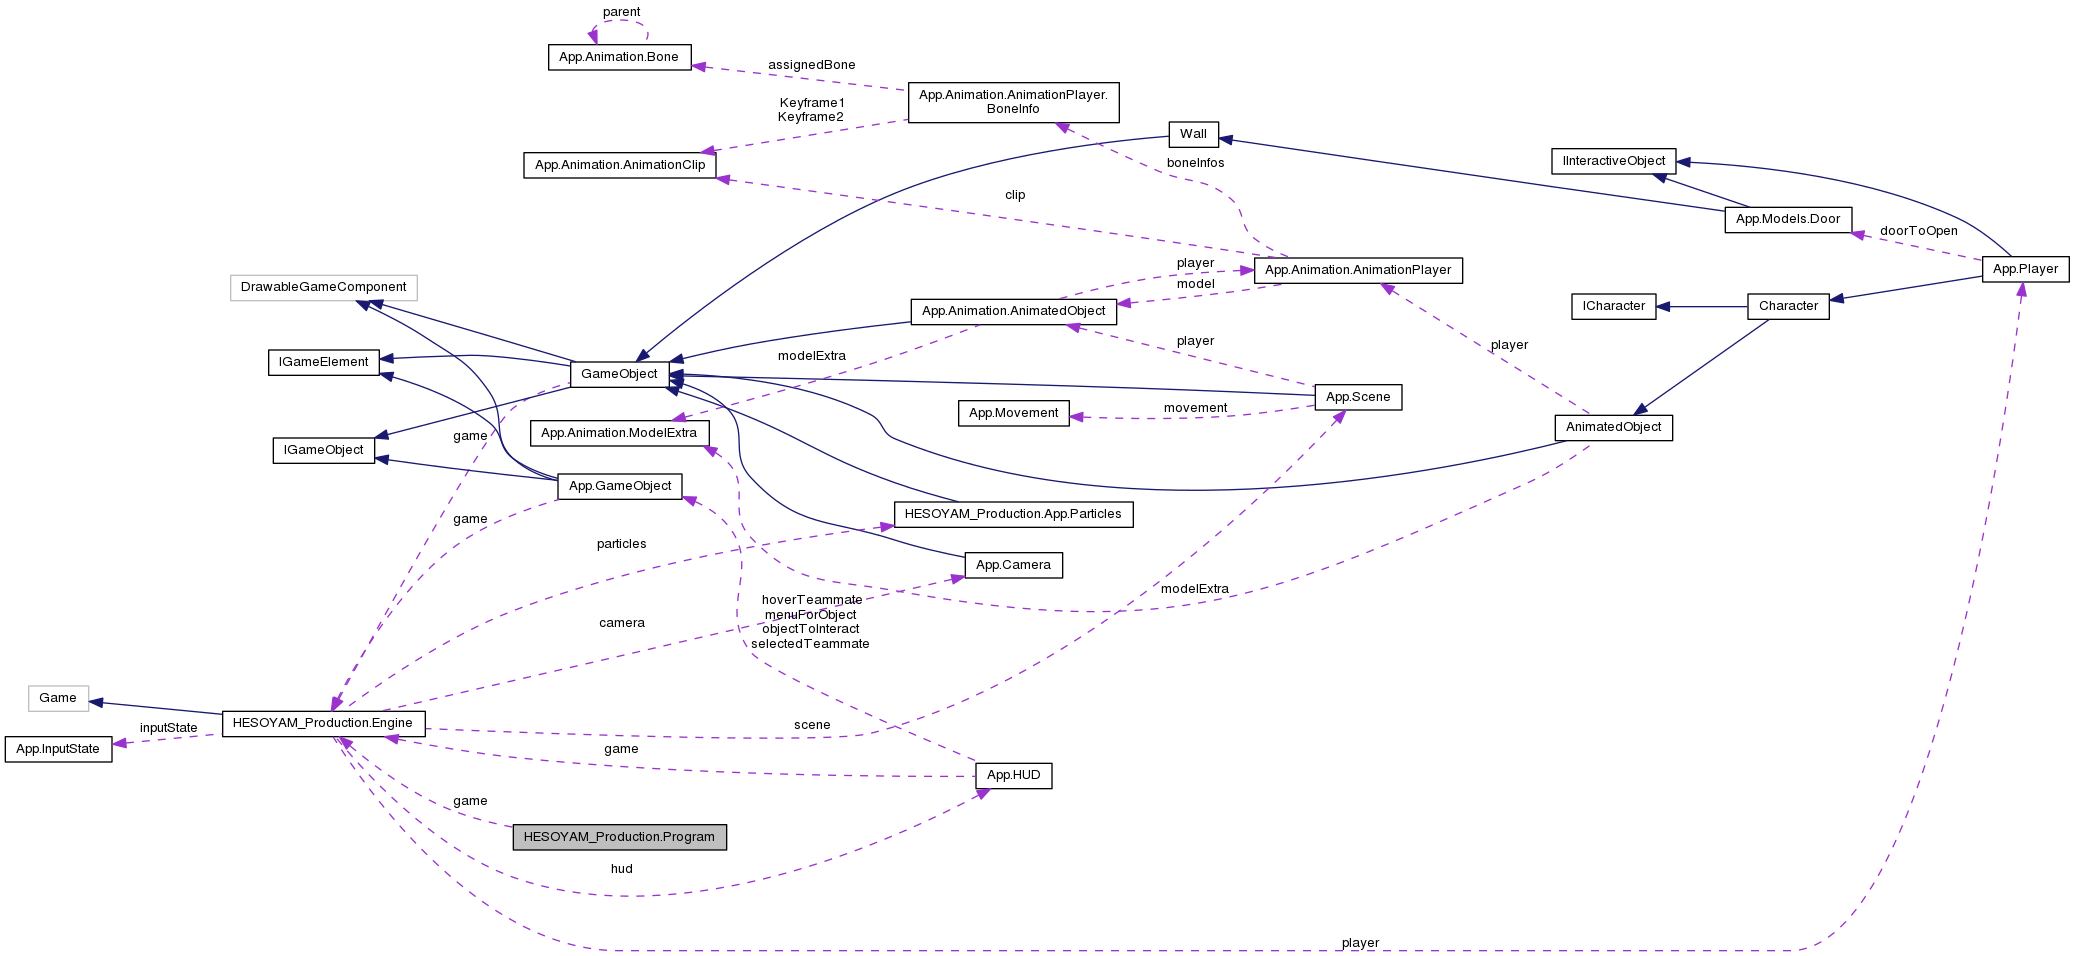 parent
App.Animation.Bone
assignedBone
App.Animation.AnimationPlayer.
BoneInfo
Keyframe1
Keyframe2
Wall
App.Animation.AnimationClip
boneInfos
IInteractiveObject
clip
App.Models.Door
doorToOpen
player
App.Animation.AnimationPlayer
App.Player
DrawableGameComponent
model
App.Animation.AnimatedObject
ICharacter
Character
player
player
modelExtra
IGameElement
GameObject
App.Scene
movement
App.Movement
AnimatedObject
game
App.Animation.ModelExtra
IGameObject
App.GameObject
game
HESOYAM_Production.App.Particles
particles
App.Camera
modelExtra
camera
hoverTeammate
menuForObject
objectToInteract
selectedTeammate
Game
HESOYAM_Production.Engine
inputState
scene
App.InputState
game
App.HUD
game
HESOYAM_Production.Program
hud
player